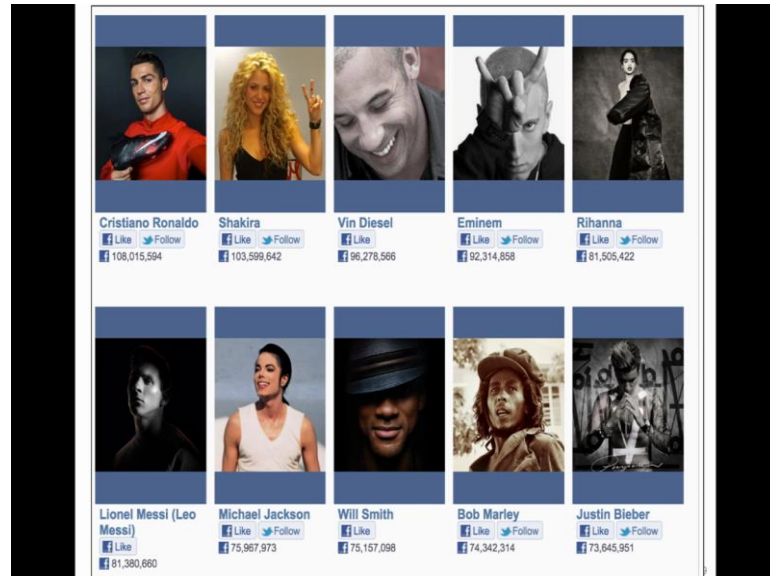 Cristiano Ronaldo
Like Follow
108,015,594
Shakira
Like Follow
103,599,642
Vin Diesel
Like
96,278,566
Eminem
Like Follow
92,314,858
Rihanna
Like Follow
81,505,422
Lionel Messi (Leo
Messi)
Like
81,380,660
Michael Jackson
Like Follow
75,967,973
Will Smith
Like
75,157,098
Bob Marley
Like Follow
74,342,314
Justin Bieber
Like Follow
73,645,951